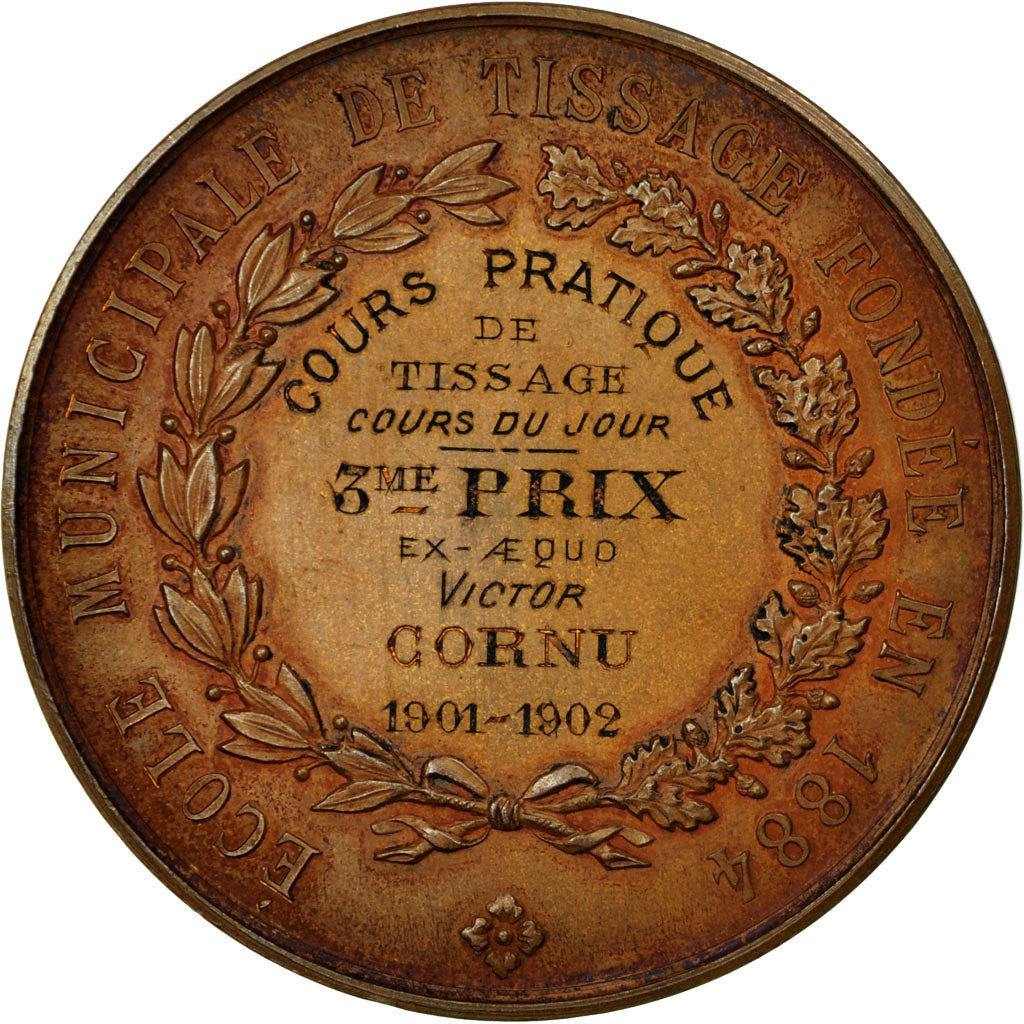 ÉCOLE MUNICIPALE DE TISSAGE FONDÉE EN 1884
COURS PRATIQUE
DE
TISSAGE
COURS DU JOUR
3ME PRIX
EX-ÆQUO
VICTOR
CORNU
1901-1902